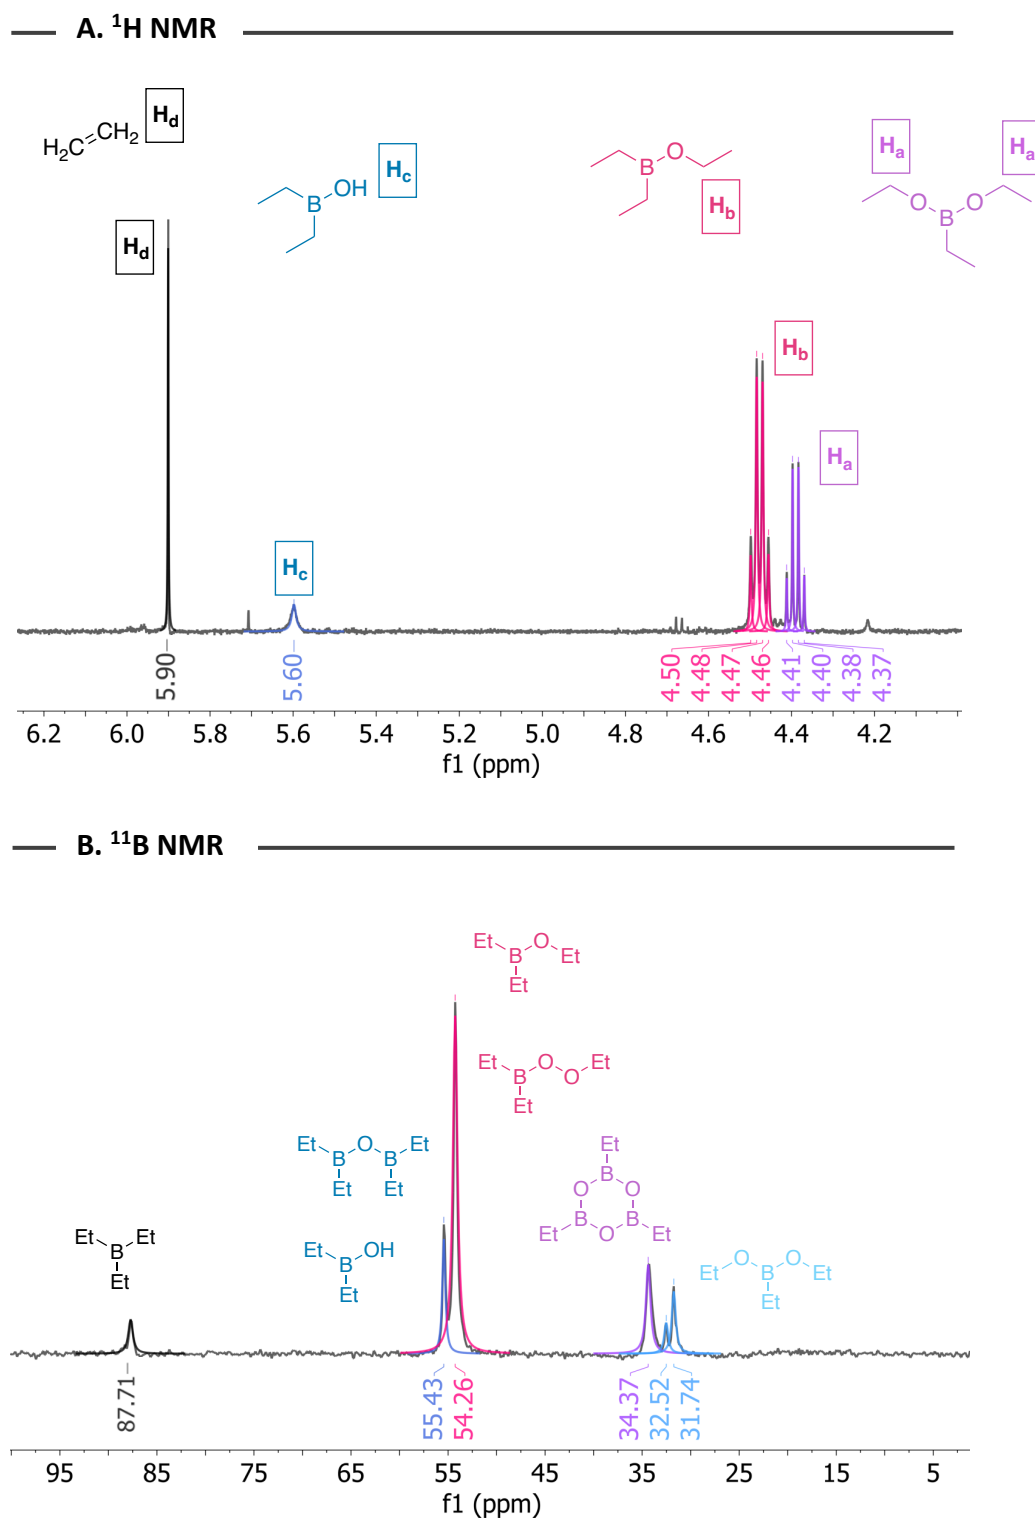 A. ¹H NMR
H₂C=CH₂
Hd
Hd
B
OH
Hc
Hc
B
O
Hb
Hb
Ha
Ha
O
B
O
Ha
5.90
5.60
4.50
4.48
4.47
4.46
4.41
4.40
4.38
4.37
6.2 6.0 5.8 5.6 5.4 5.2 5.0 4.8 4.6 4.4 4.2
f1 (ppm)
B. ¹¹B NMR
Et B O Et
Et
Et B O O Et
Et
Et B O B Et
Et Et
Et B OH
Et
Et B Et
Et
Et
B
O O
B O B
Et Et
Et O B O Et
Et
87.71
55.43
54.26
34.37
32.52
31.74
95 85 75 65 55 45 35 25 15 5
f1 (ppm)